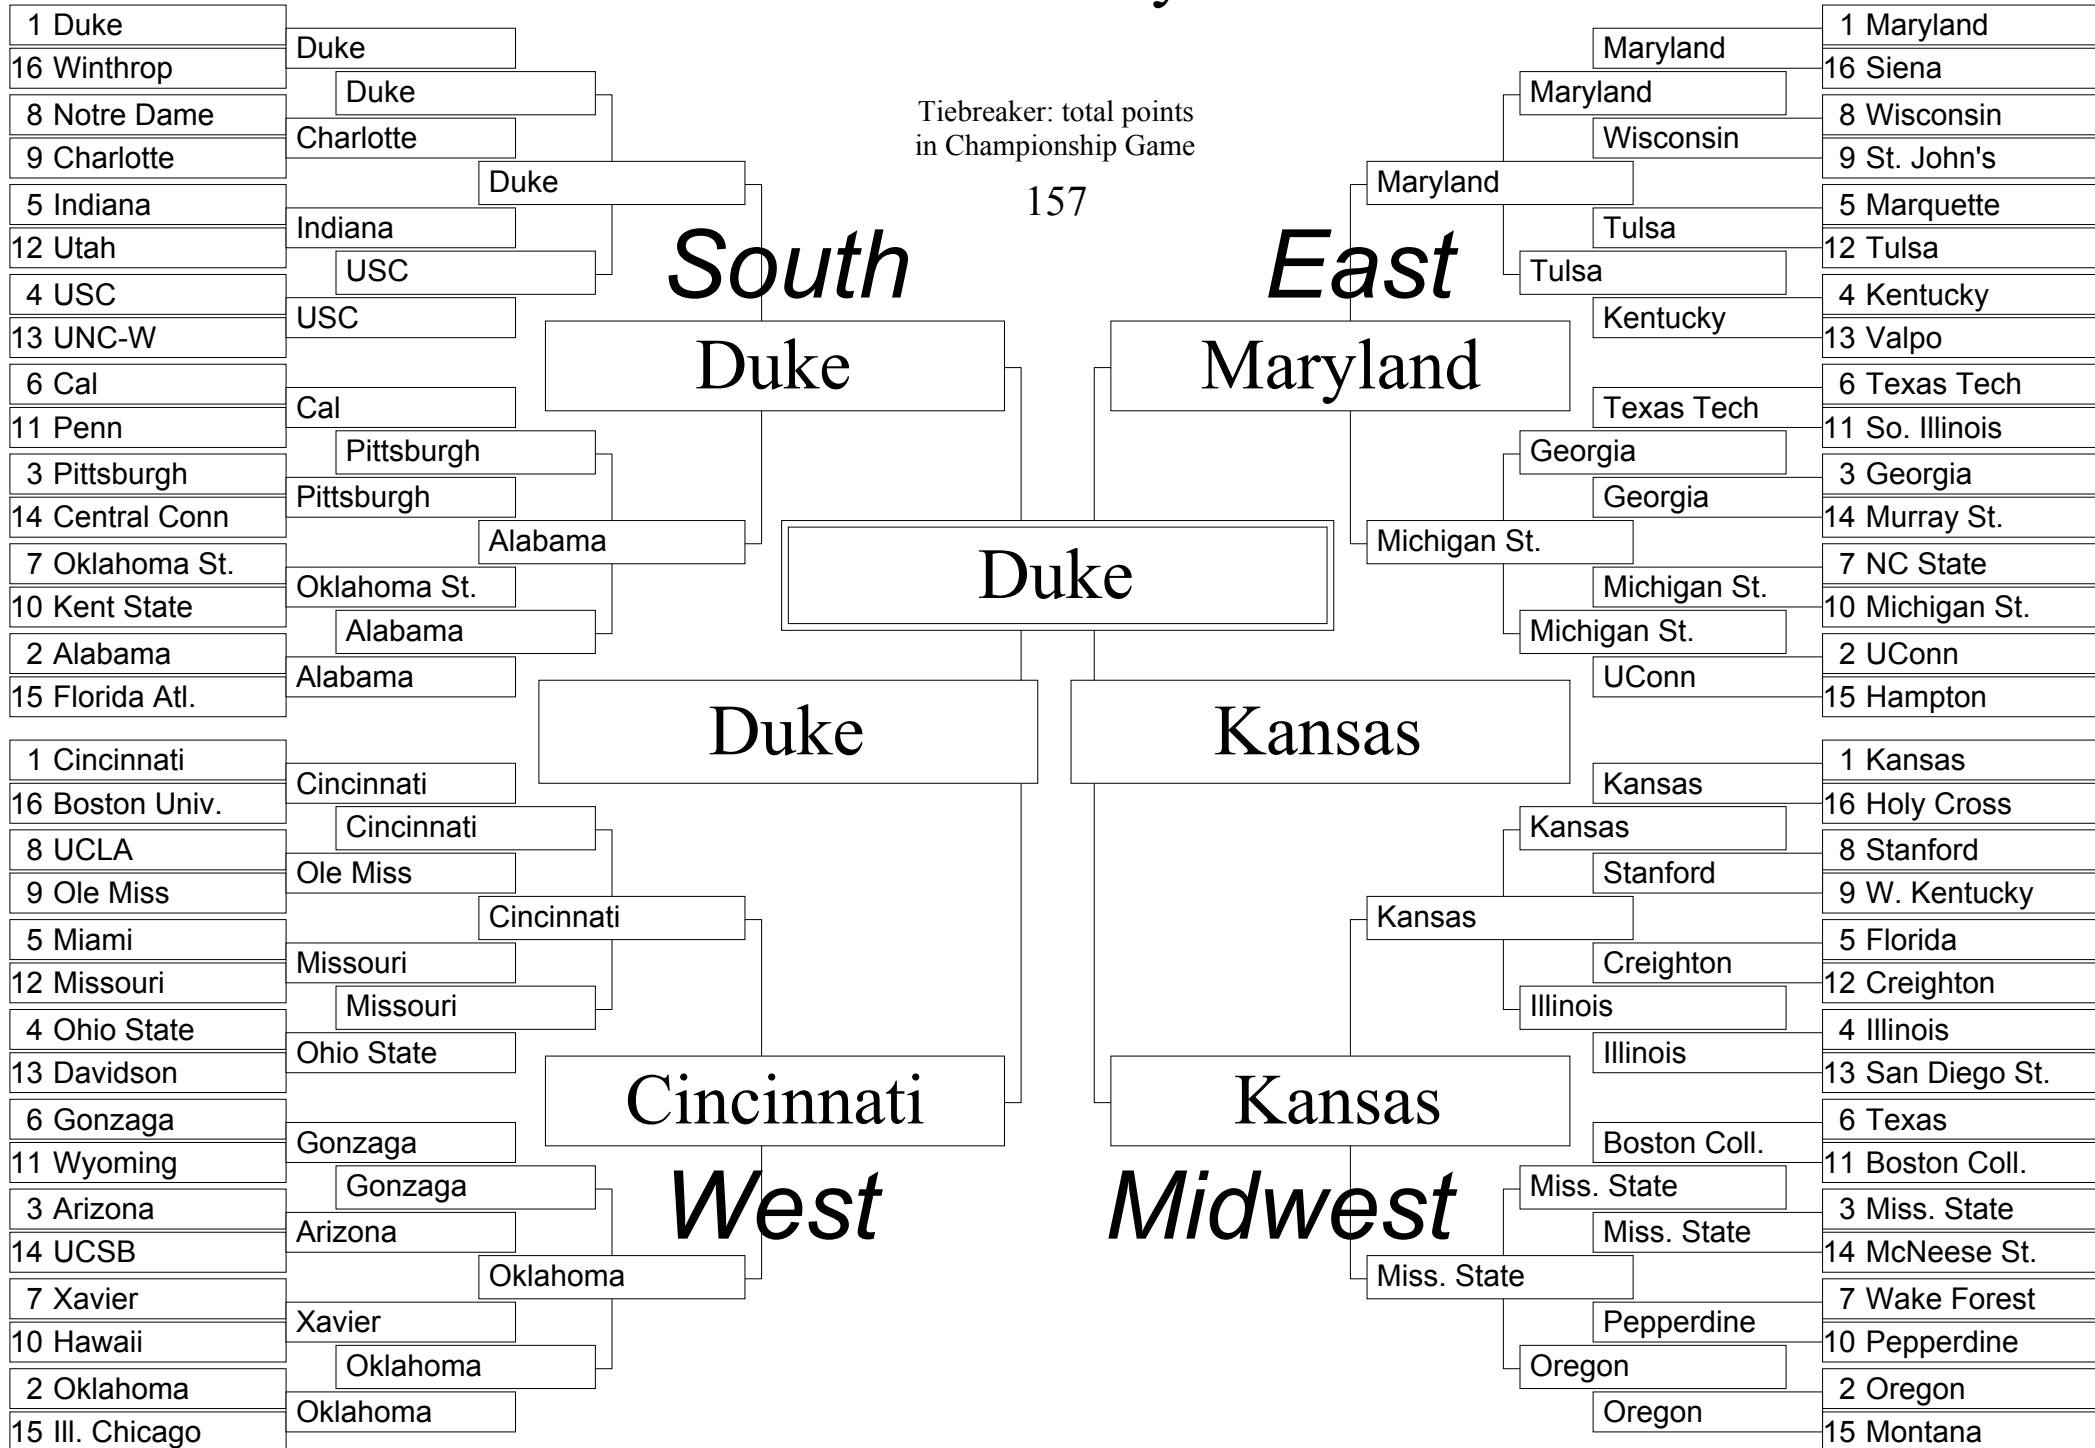 1 Duke
16 Winthrop
8 Notre Dame
9 Charlotte
5 Indiana
12 Utah
4 USC
13 UNC-W
6 Cal
11 Penn
3 Pittsburgh
14 Central Conn
7 Oklahoma St.
10 Kent State
2 Alabama
15 Florida Atl.
Duke
Charlotte
Indiana
USC
Cal
Pittsburgh
Oklahoma St.
Alabama
Duke
USC
Pittsburgh
Alabama
Duke
Alabama
South
Duke
1 Cincinnati
16 Boston Univ.
8 UCLA
9 Ole Miss
5 Miami
12 Missouri
4 Ohio State
13 Davidson
6 Gonzaga
11 Wyoming
3 Arizona
14 UCSB
7 Xavier
10 Hawaii
2 Oklahoma
15 Ill. Chicago
Cincinnati
Ole Miss
Missouri
Ohio State
Gonzaga
Arizona
Xavier
Oklahoma
Cincinnati
Missouri
Gonzaga
Oklahoma
Cincinnati
Oklahoma
Cincinnati
West
Tiebreaker: total points
in Championship Game
157
Duke
Duke
Kansas
1 Maryland
16 Siena
8 Wisconsin
9 St. John's
5 Marquette
12 Tulsa
4 Kentucky
13 Valpo
6 Texas Tech
11 So. Illinois
3 Georgia
14 Murray St.
7 NC State
10 Michigan St.
2 UConn
15 Hampton
Maryland
Wisconsin
Tulsa
Kentucky
Texas Tech
Georgia
Michigan St.
UConn
Maryland
Tulsa
Georgia
Michigan St.
Maryland
Michigan St.
East
Maryland
1 Kansas
16 Holy Cross
8 Stanford
9 W. Kentucky
5 Florida
12 Creighton
4 Illinois
13 San Diego St.
6 Texas
11 Boston Coll.
3 Miss. State
14 McNeese St.
7 Wake Forest
10 Pepperdine
2 Oregon
15 Montana
Kansas
Stanford
Creighton
Illinois
Boston Coll.
Miss. State
Pepperdine
Oregon
Kansas
Illinois
Miss. State
Oregon
Kansas
Miss. State
Kansas
Midwest